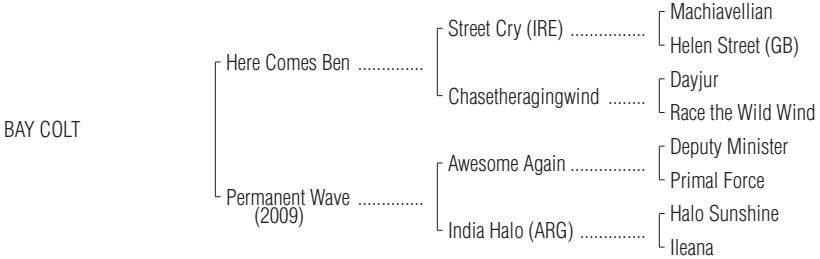 Machiavellian
Street Cry (IRE) ................
Helen Street (GB)
Here Comes Ben ..............
Dayjur
Chasetheragingwind ........
Race the Wild Wind
BAY COLT
Deputy Minister
Awesome Again ................
Primal Force
Permanent Wave ..............
(2009)
Halo Sunshine
India Halo (ARG) ..............
Ileana